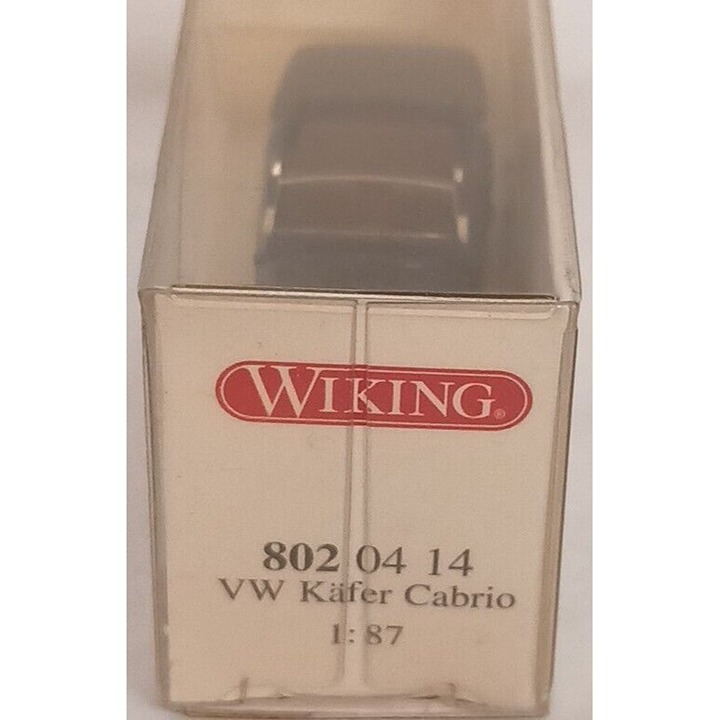 WIKING®
802 04 14
VW Käfer Cabrio
1:87